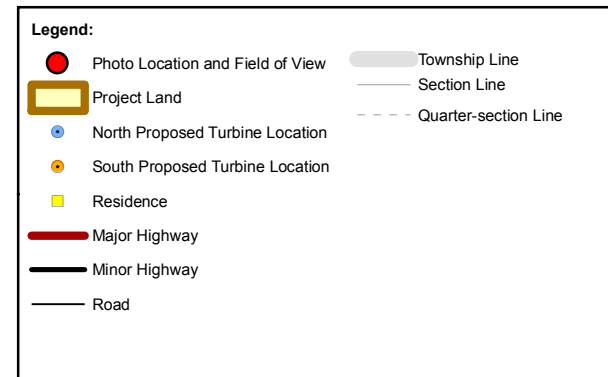 Legend:
Photo Location and Field of View
Project Land
North Proposed Turbine Location
South Proposed Turbine Location
Residence
Major Highway
Minor Highway
Road
Township Line
Section Line
Quarter-section Line